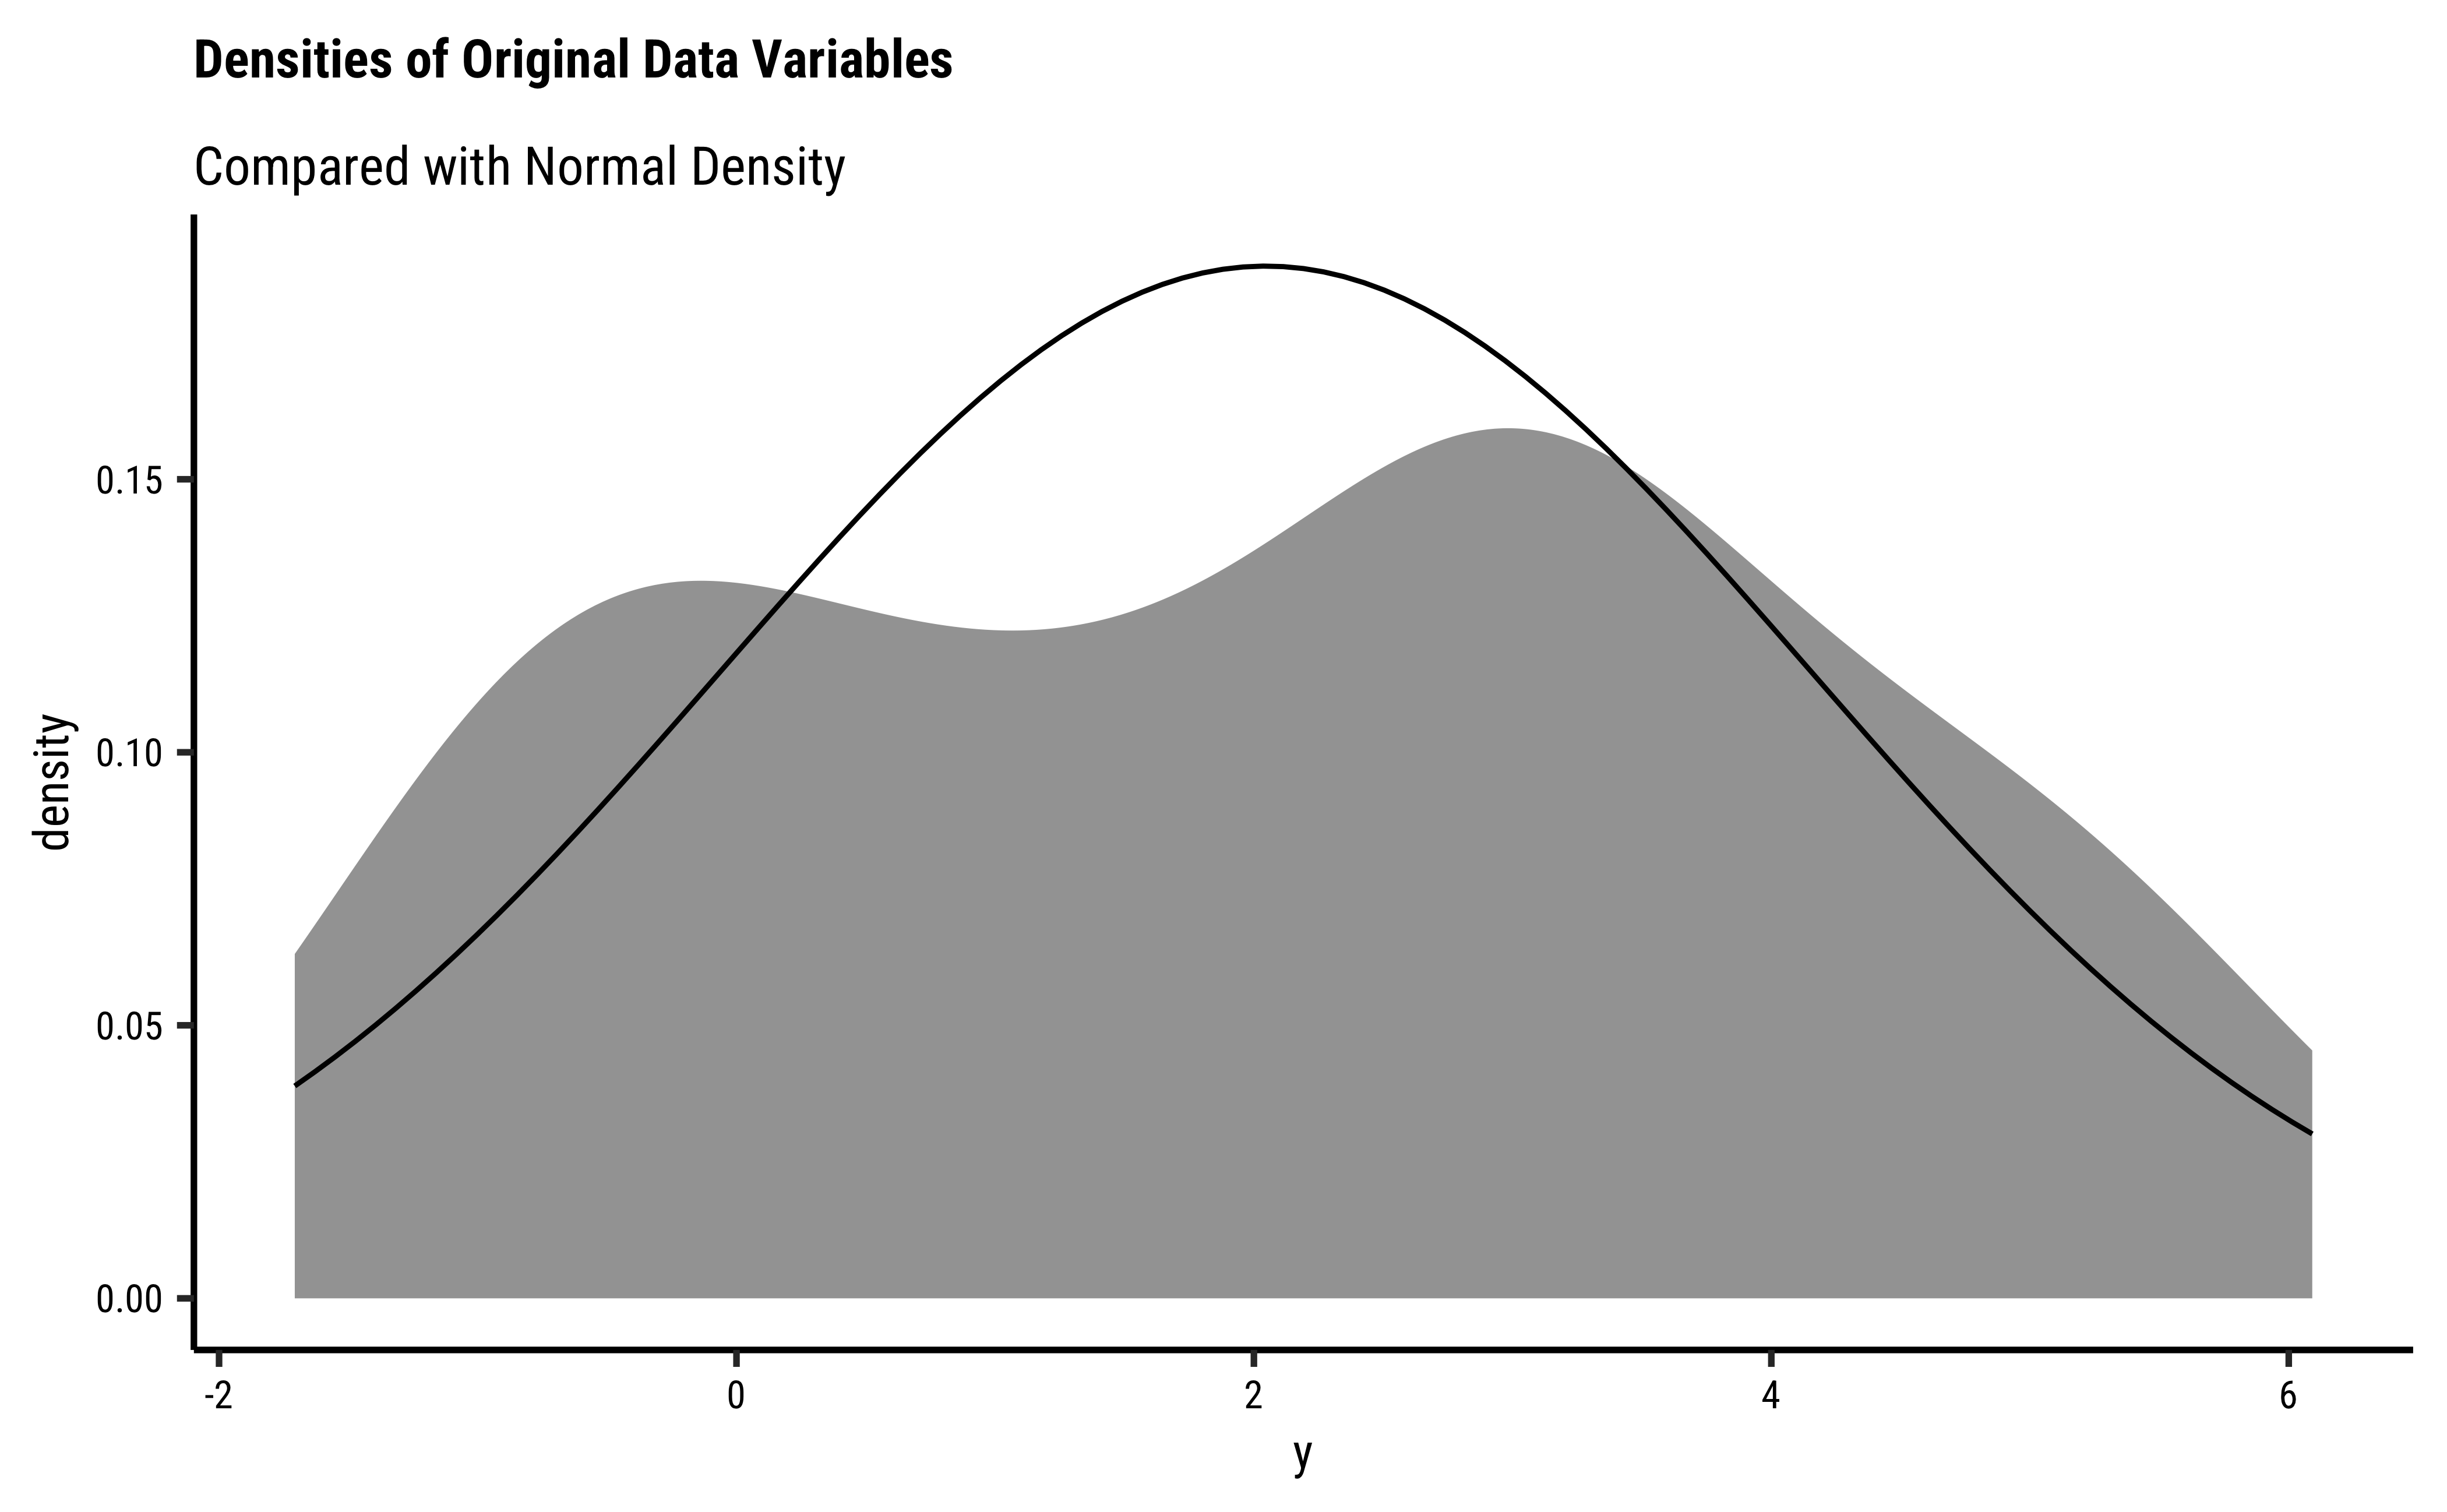 Densities of Original Data Variables
Compared with Normal Density
density
0.15
0.10
0.05
0.00
-2 0 2 4 6
y